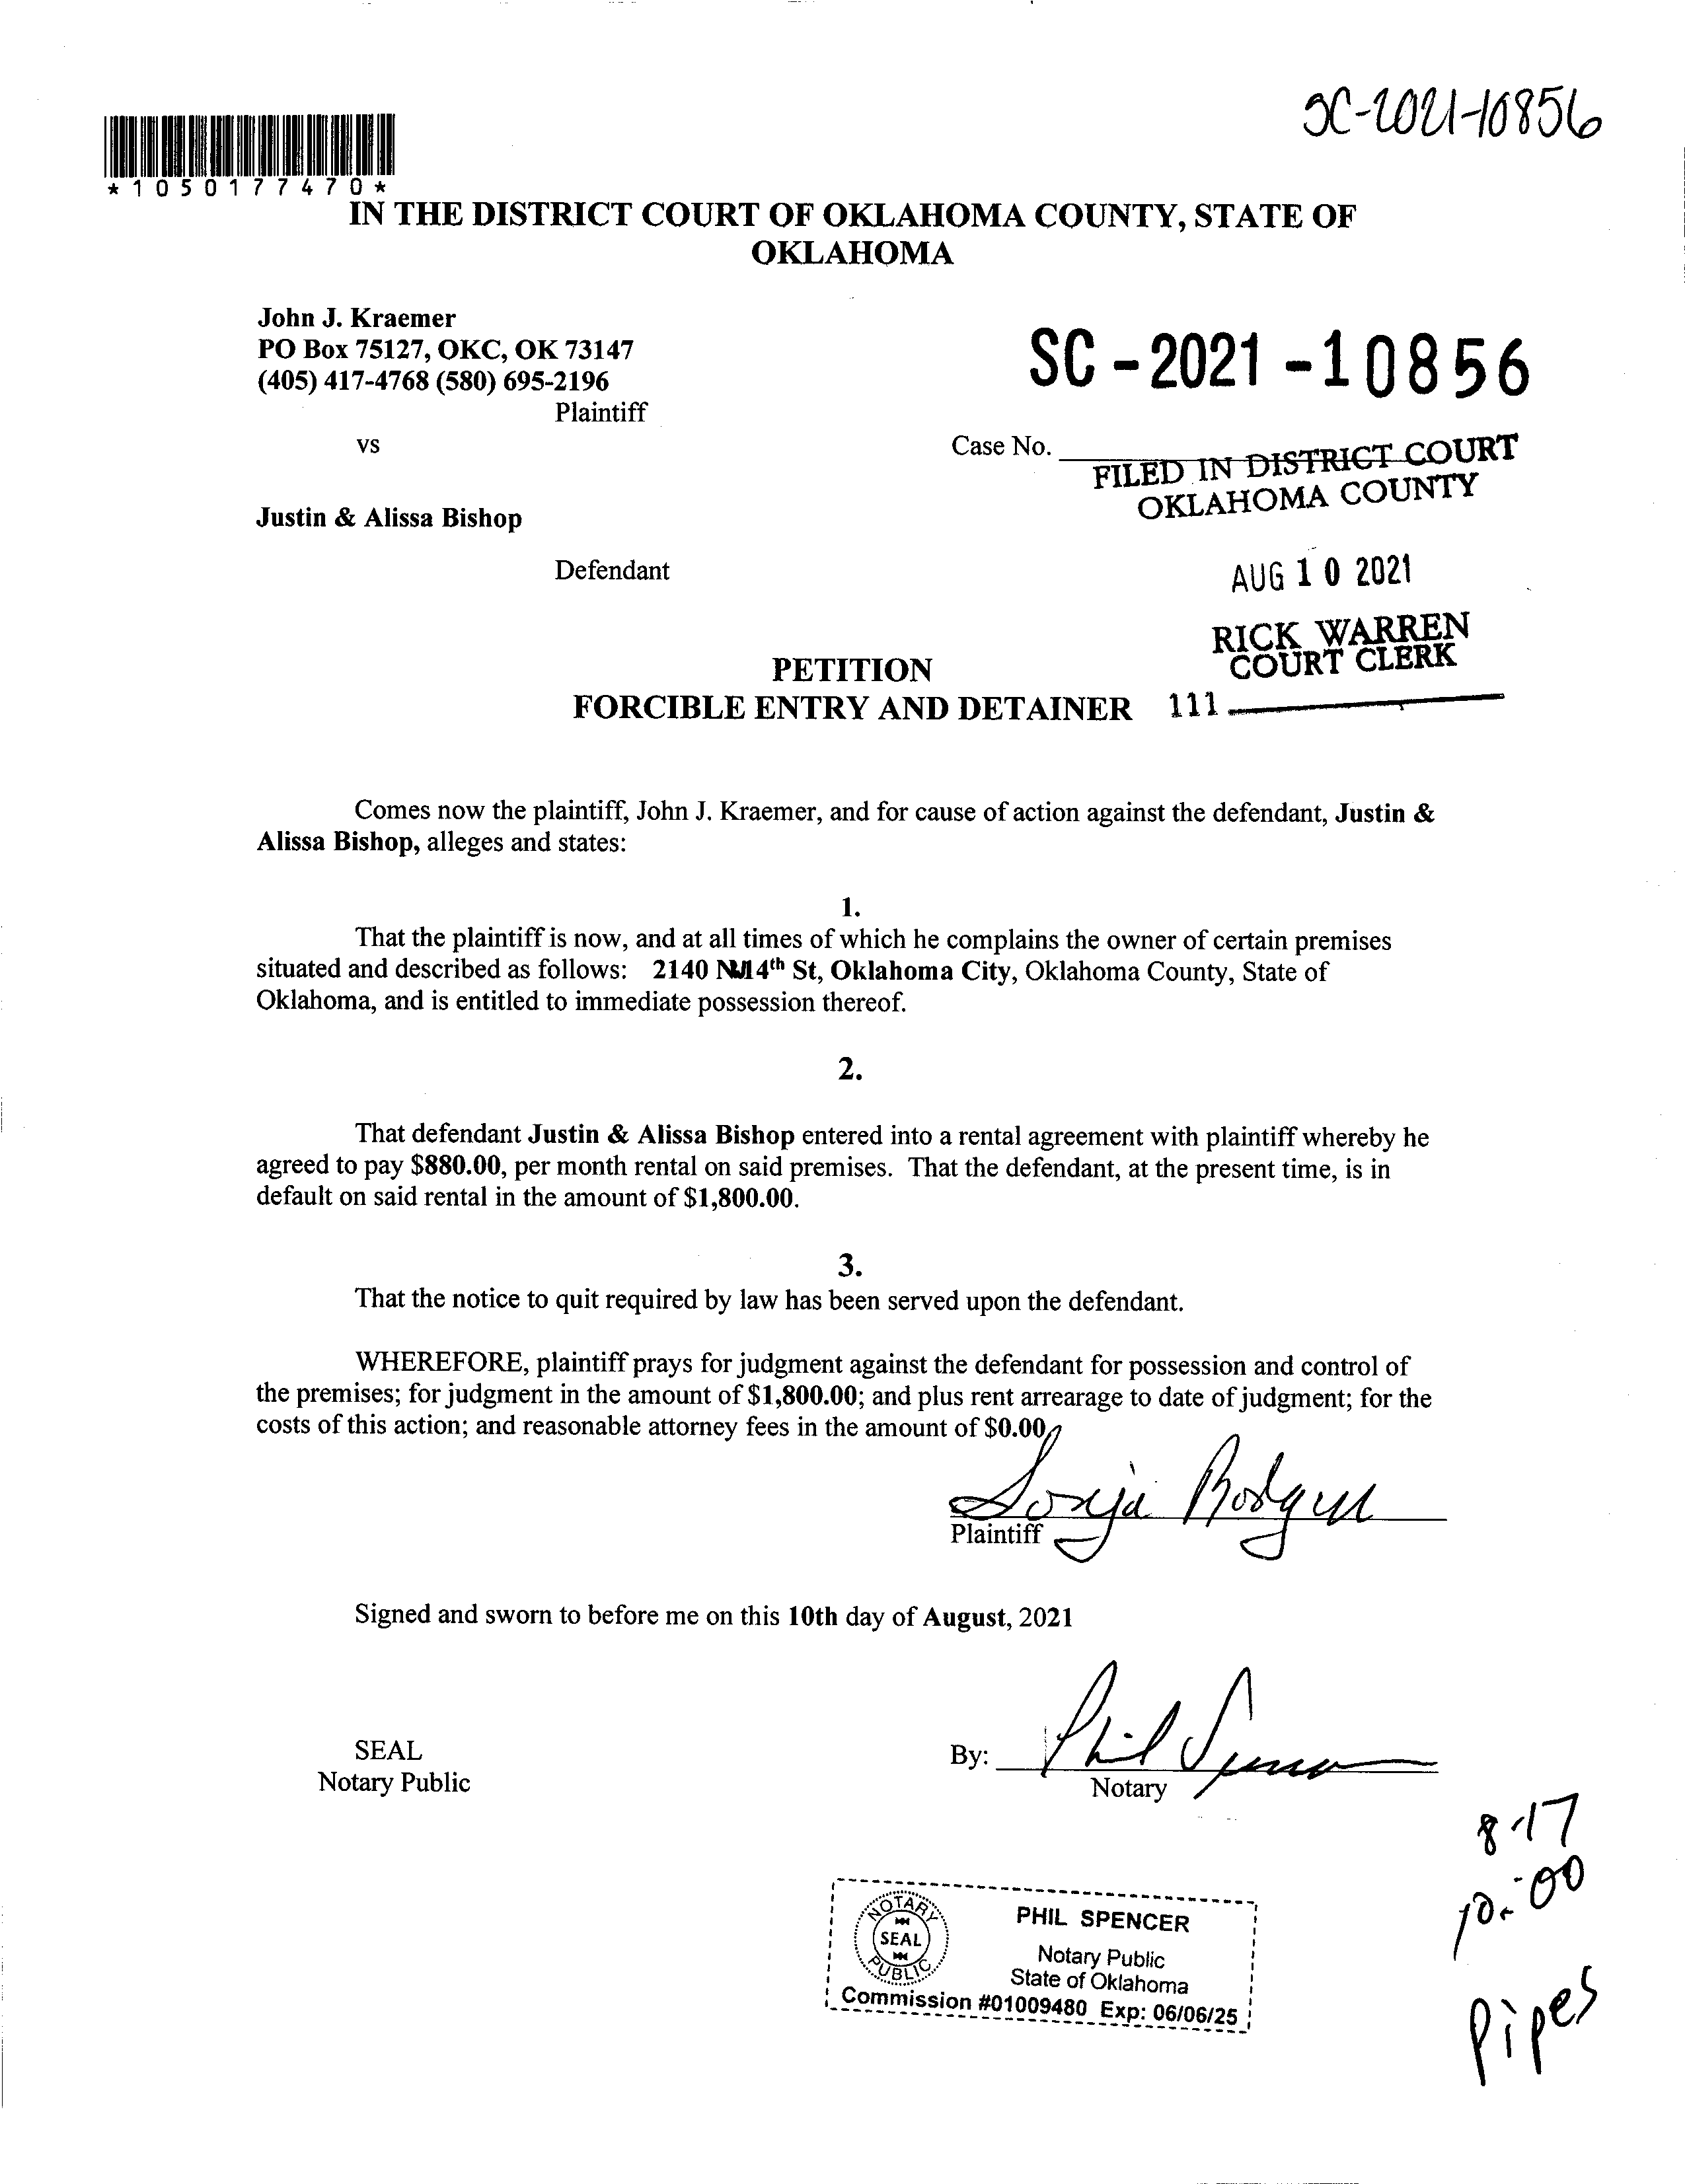 SC-2021-10856
*1050177470*
IN THE DISTRICT COURT OF OKLAHOMA COUNTY, STATE OF
OKLAHOMA
John J. Kraemer
PO Box 75127, OKC, OK 73147
(405) 417-4768 (580) 695-2196
Plaintiff
SC-2021-10856
vs
Case No.
FILED IN DISTRICT COURT
OKLAHOMA COUNTY
Justin & Alissa Bishop
Defendant
AUG 10 2021
RICK WARREN
COURT CLERK
PETITION
FORCIBLE ENTRY AND DETAINER
111
Comes now the plaintiff, John J. Kraemer, and for cause of action against the defendant, Justin &
Alissa Bishop, alleges and states:
1.
That the plaintiff is now, and at all times of which he complains the owner of certain premises
situated and described as follows: 2140 NW 14th St, Oklahoma City, Oklahoma County, State of
Oklahoma, and is entitled to immediate possession thereof.
2.
That defendant Justin & Alissa Bishop entered into a rental agreement with plaintiff whereby he
agreed to pay $880.00, per month rental on said premises. That the defendant, at the present time, is in
default on said rental in the amount of $1,800.00.
3.
That the notice to quit required by law has been served upon the defendant.
WHEREFORE, plaintiff prays for judgment against the defendant for possession and control of
the premises; for judgment in the amount of $1,800.00; and plus rent arrearage to date of judgment; for the
costs of this action; and reasonable attorney fees in the amount of $0.00
Sonja
Plaintiff
Signed and sworn to before me on this 10th day of August, 2021
SEAL
Notary Public
By: Phil Spencer
Notary
8-17
10:00
Pipes
NOTARY PUBLIC
SEAL
PHIL SPENCER
Notary Public
State of Oklahoma
Commission #01009480 Exp: 06/06/25